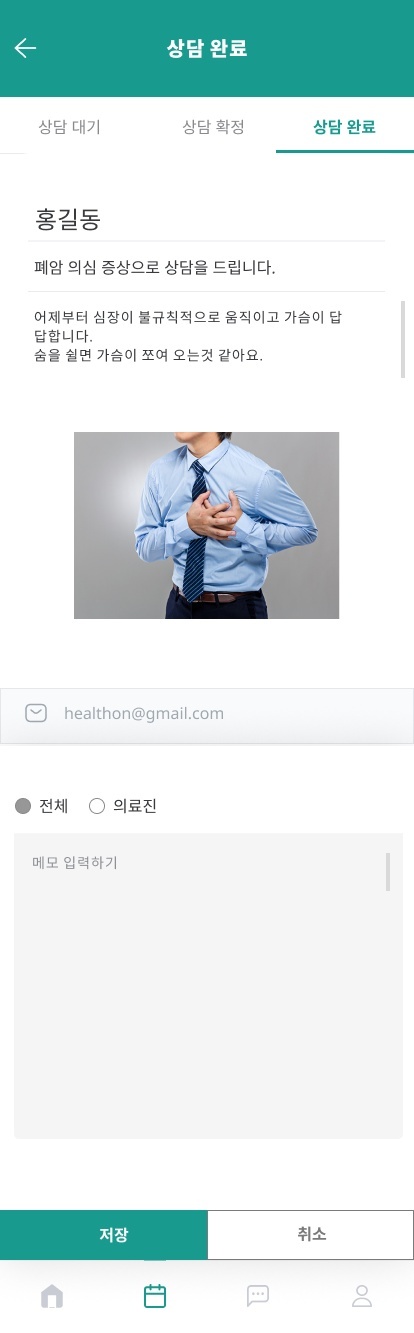 상담 완료
상담 대기
상담 확정
상담 완료
홍길동
폐암 의심 증상으로 상담을 드립니다.
어제부터 심장이 불규칙적으로 움직이고 가슴이 답
답합니다.
숨을 쉴면 가슴이 쪼여 오는것 같아요.
healthon@gmail.com
전체
의료진
메모 입력하기
저장
취소